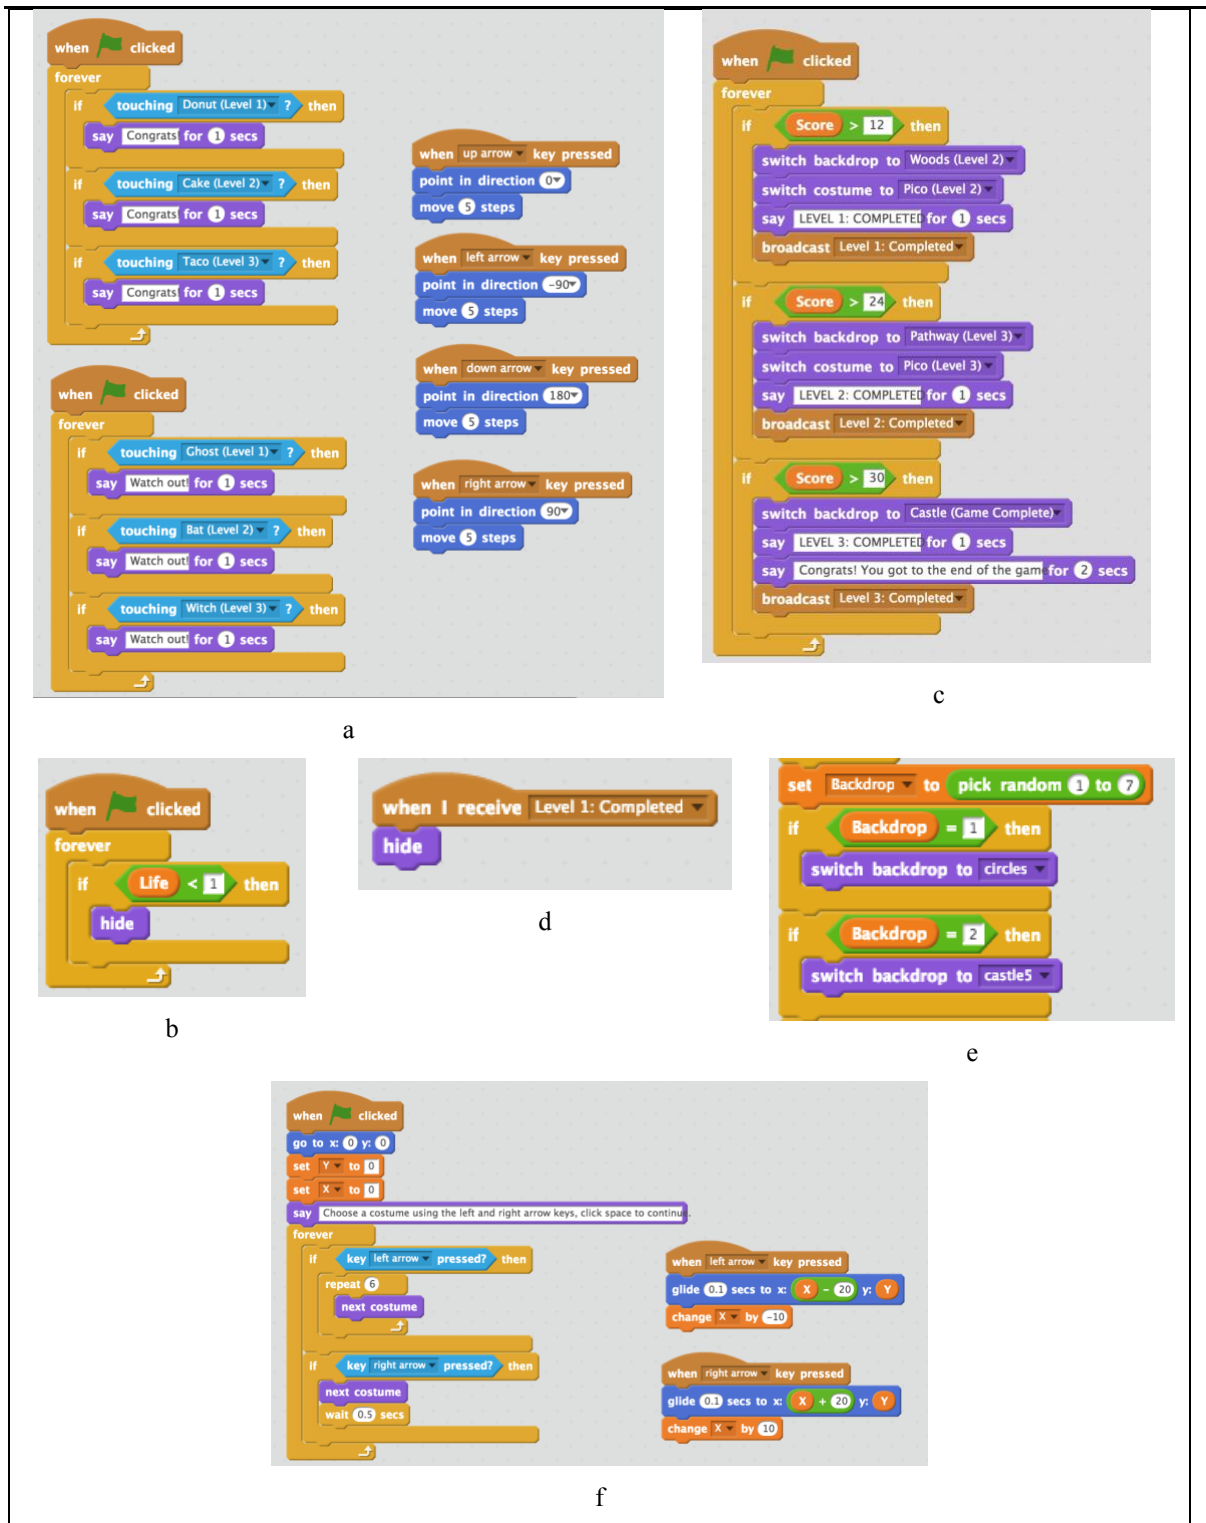 when clicked
forever
if touching Donut (Level 1) ? then
say Congrats! for 1 secs
if touching Cake (Level 2) ? then
say Congrats! for 1 secs
if touching Taco (Level 3) ? then
say Congrats! for 1 secs
when clicked
forever
if touching Ghost (Level 1) ? then
say Watch out! for 1 secs
if touching Bat (Level 2) ? then
say Watch out! for 1 secs
if touching Witch (Level 3) ? then
say Watch out! for 1 secs
when up arrow key pressed
point in direction 0
move 5 steps
when left arrow key pressed
point in direction -90
move 5 steps
when down arrow key pressed
point in direction 180
move 5 steps
when right arrow key pressed
point in direction 90
move 5 steps
a
when clicked
forever
if Score > 12 then
switch backdrop to Woods (Level 2)
switch costume to Pico (Level 2)
say LEVEL 1: COMPLETED for 1 secs
broadcast Level 1: Completed
if Score > 24 then
switch backdrop to Pathway (Level 3)
switch costume to Pico (Level 3)
say LEVEL 2: COMPLETED for 1 secs
broadcast Level 2: Completed
if Score > 30 then
switch backdrop to Castle (Game Complete)
say LEVEL 3: COMPLETED for 1 secs
say Congrats! You got to the end of the game for 2 secs
broadcast Level 3: Completed
c
when clicked
forever
if Life < 1 then
hide
b
when I receive Level 1: Completed
hide
d
set Backdrop to pick random 1 to 7
if Backdrop = 1 then
switch backdrop to circles
if Backdrop = 2 then
switch backdrop to castle5
e
when clicked
go to x: 0 y: 0
set Y to 0
set X to 0
say Choose a costume using the left and right arrow keys, click space to continue.
forever
if key left arrow pressed? then
repeat 6
next costume
if key right arrow pressed? then
next costume
wait 0.5 secs
when left arrow key pressed
glide 0.1 secs to x: X - 20 y: Y
change X by -10
when right arrow key pressed
glide 0.1 secs to x: X + 20 y: Y
change X by 10
f